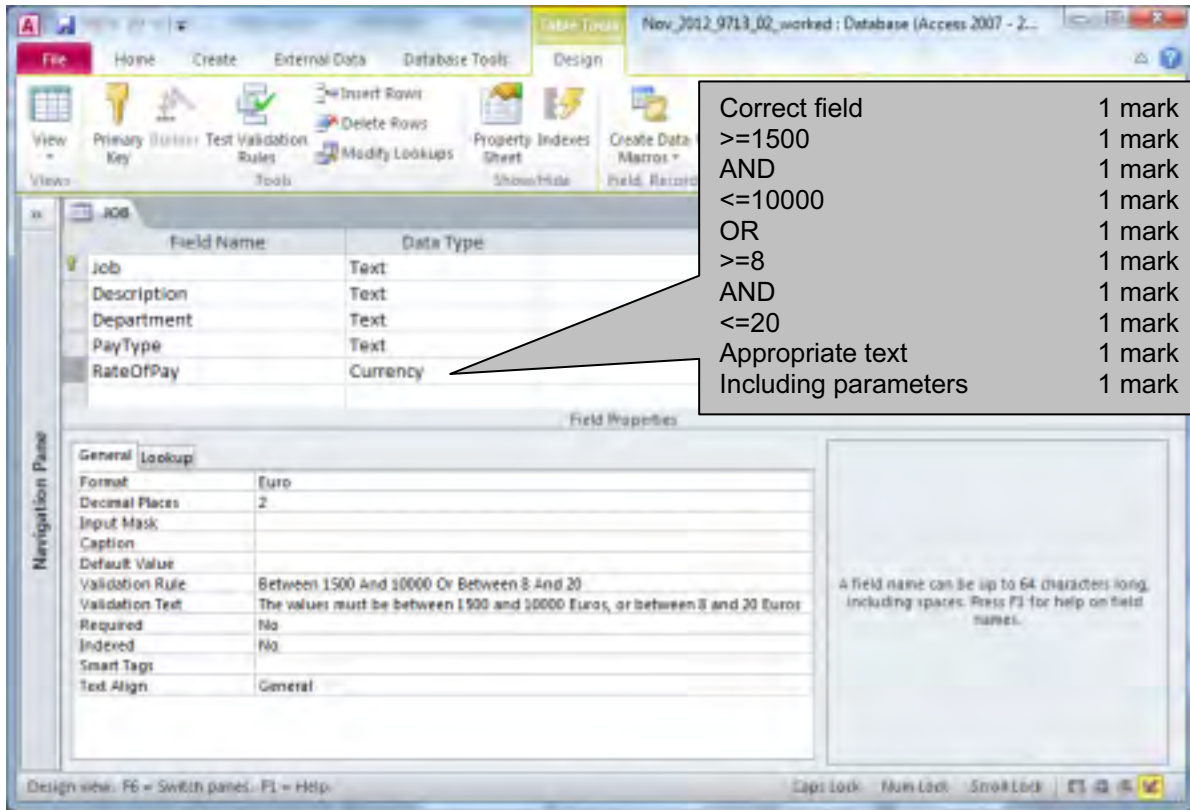 A
Table Tools
Nov_2012_9713_02_worked : Database (Access 2007 - 2...
File Home Create External Data Database Tools Design
View
Primary Key
Builder
Test Validation Rules
Insert Rows
Delete Rows
Modify Lookups
Property Sheet
Indexes
Create Data
Macros
Views
Tools
Show/Hide
Field, Record
Correct field 1 mark
>=1500 1 mark
AND 1 mark
<=10000 1 mark
OR 1 mark
>=8 1 mark
AND 1 mark
<=20 1 mark
Appropriate text 1 mark
Including parameters 1 mark
JOB
Field Name Data Type
Job Text
Description Text
Department Text
PayType Text
RateOfPay Currency
Field Properties
Navigation Pane
General Lookup
Format Euro
Decimal Places 2
Input Mask
Caption
Default Value
Validation Rule Between 1500 And 10000 Or Between 8 And 20
Validation Text The values must be between 1500 and 10000 Euros, or between 8 and 20 Euros
Required No
Indexed No
Smart Tags
Text Align General
A field name can be up to 64 characters long,
including spaces. Press F1 for help on field
names.
Design view. F6 = Switch panes. F1 = Help.
Caps Lock Num Lock Scroll Lock